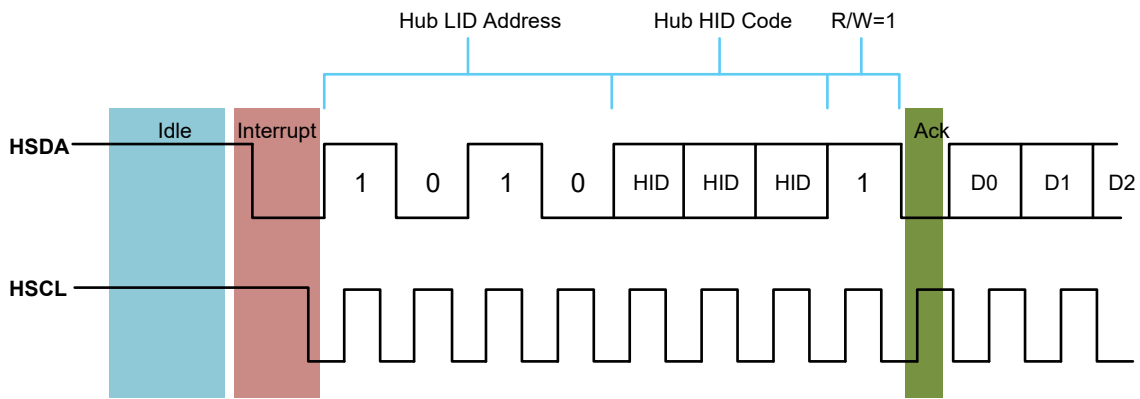 Hub LID Address Hub HID Code R/W=1
Idle Interrupt Ack
HSDA
1 0 1 0 HID HID HID 1 D0 D1 D2
HSCL